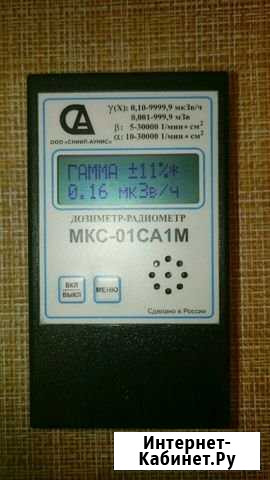 СА
ООО «СНИИП-АУНИС»
γ(X): 0,10-9999,9 мкЗв/ч
0,001-999,9 мЗв
β: 5-30000 1/мин•см²
α: 10-30000 1/мин•см²
ГАММА ±11%*
0.16 мкЗв/ч
ДОЗИМЕТР-РАДИОМЕТР
МКС-01СА1М
ВКЛ
ВЫКЛ
МЕНЮ
Сделано в России
Интернет-
Кабинет.Ру